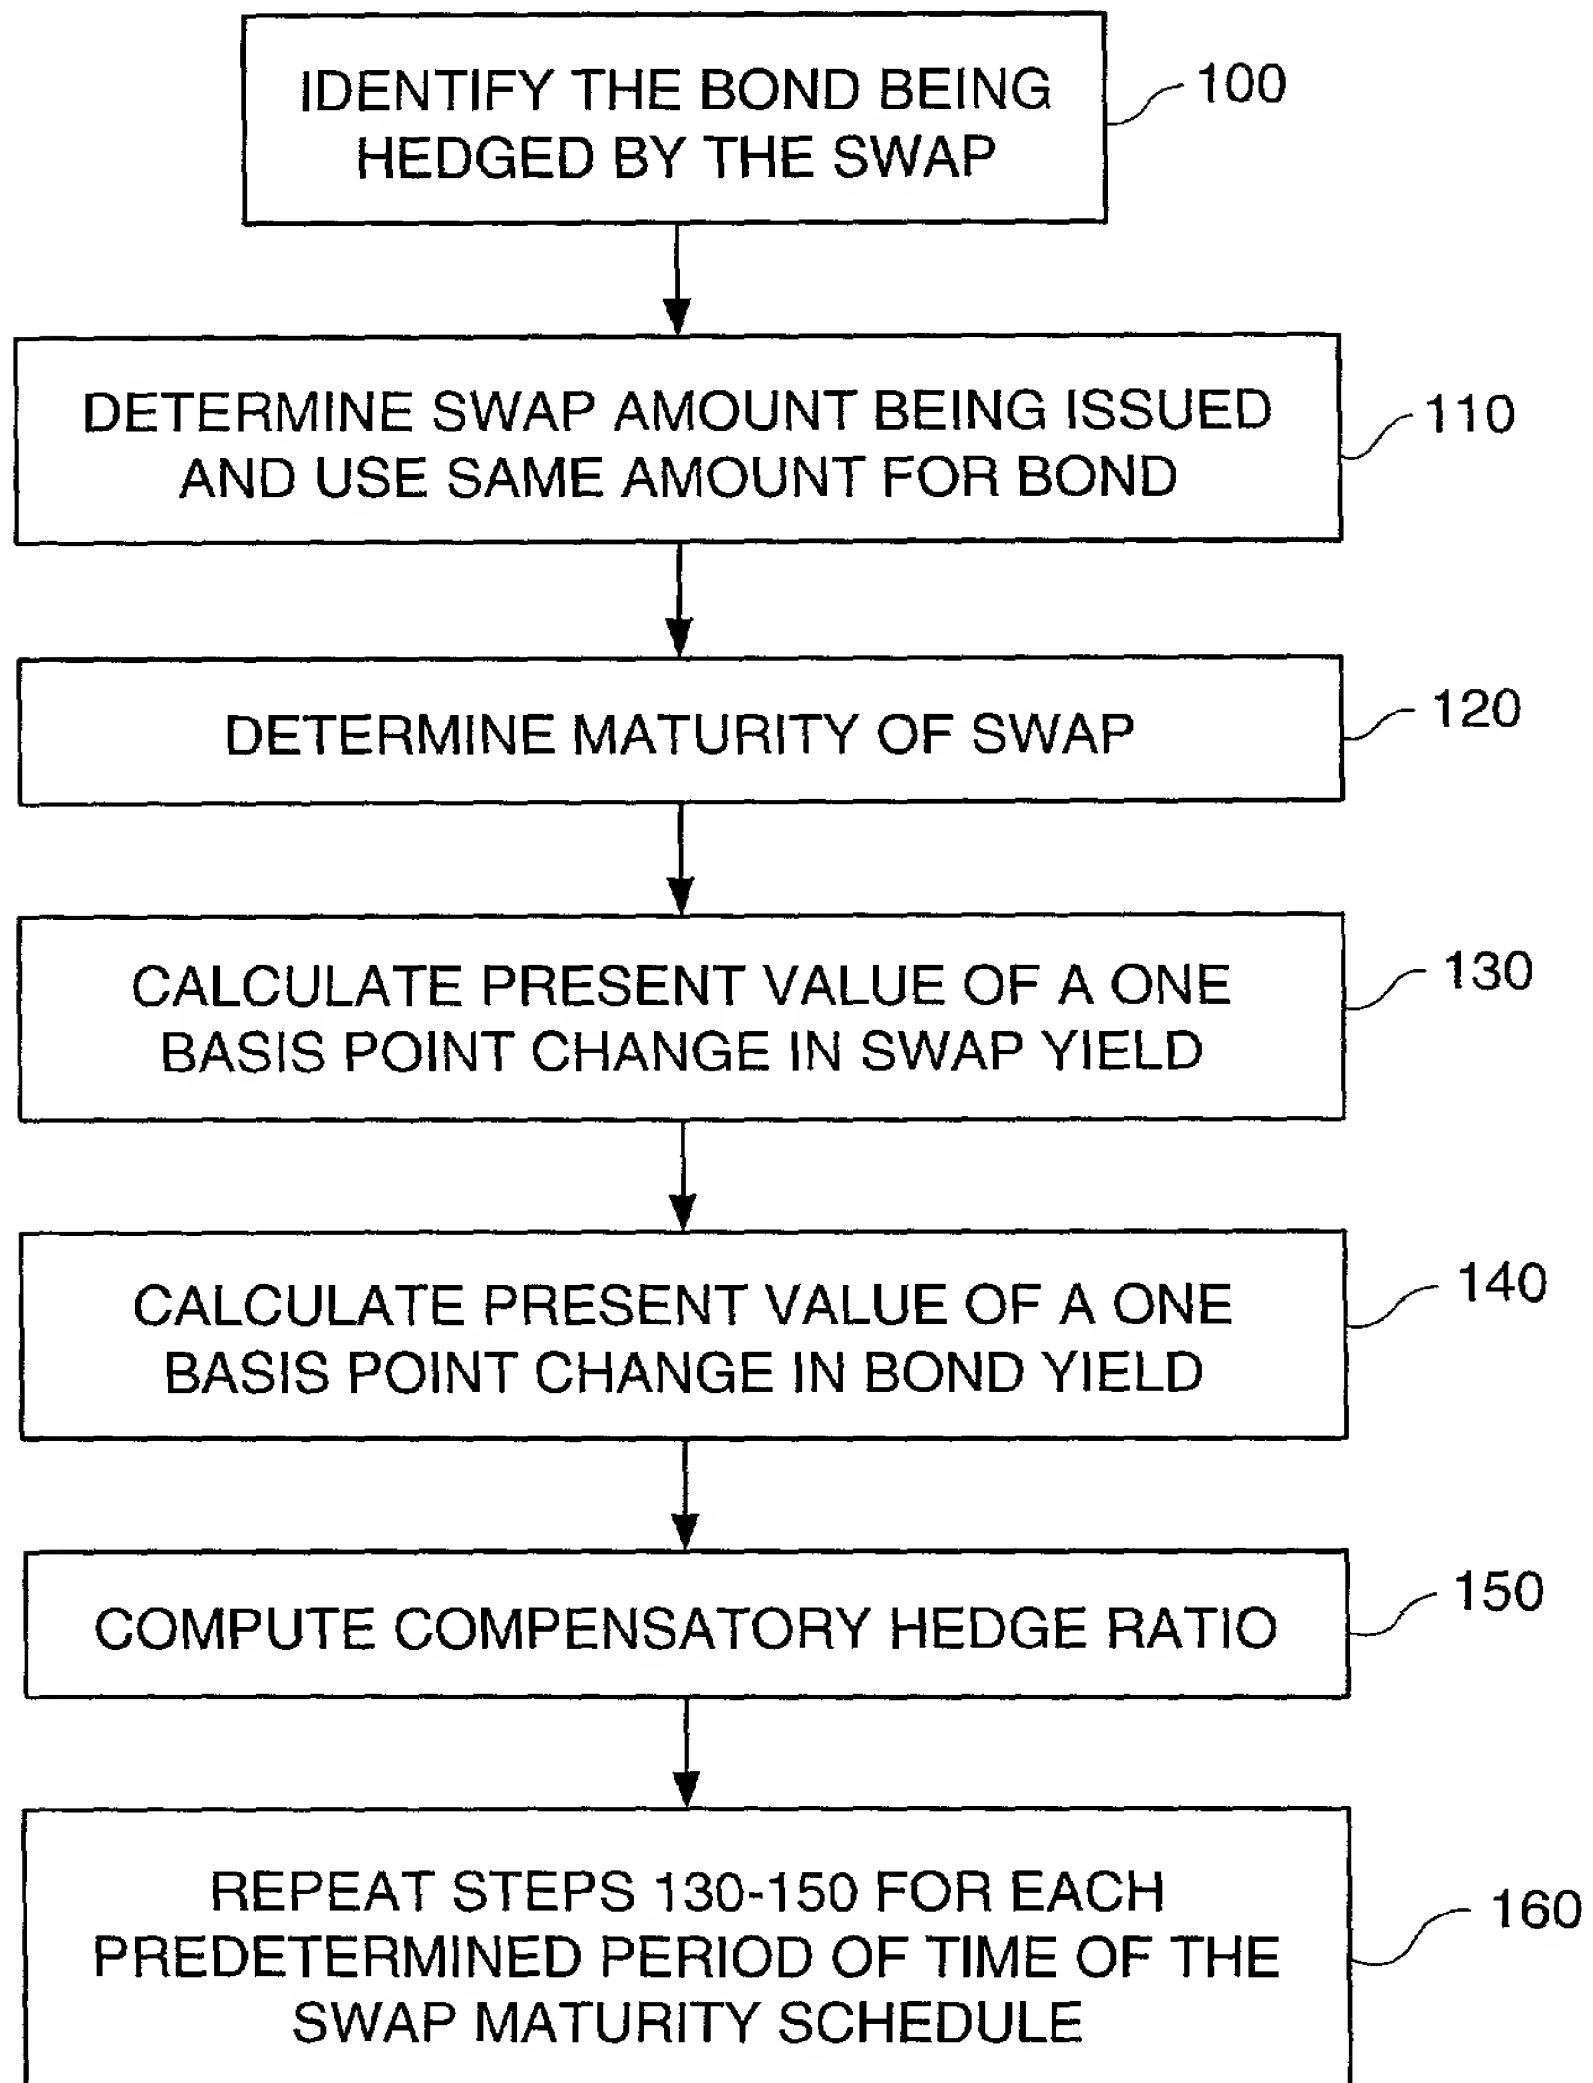 IDENTIFY THE BOND BEING
HEDGED BY THE SWAP
100
DETERMINE SWAP AMOUNT BEING ISSUED
AND USE SAME AMOUNT FOR BOND
110
DETERMINE MATURITY OF SWAP
120
CALCULATE PRESENT VALUE OF A ONE
BASIS POINT CHANGE IN SWAP YIELD
130
CALCULATE PRESENT VALUE OF A ONE
BASIS POINT CHANGE IN BOND YIELD
140
COMPUTE COMPENSATORY HEDGE RATIO
150
REPEAT STEPS 130-150 FOR EACH
PREDETERMINED PERIOD OF TIME OF THE
SWAP MATURITY SCHEDULE
160